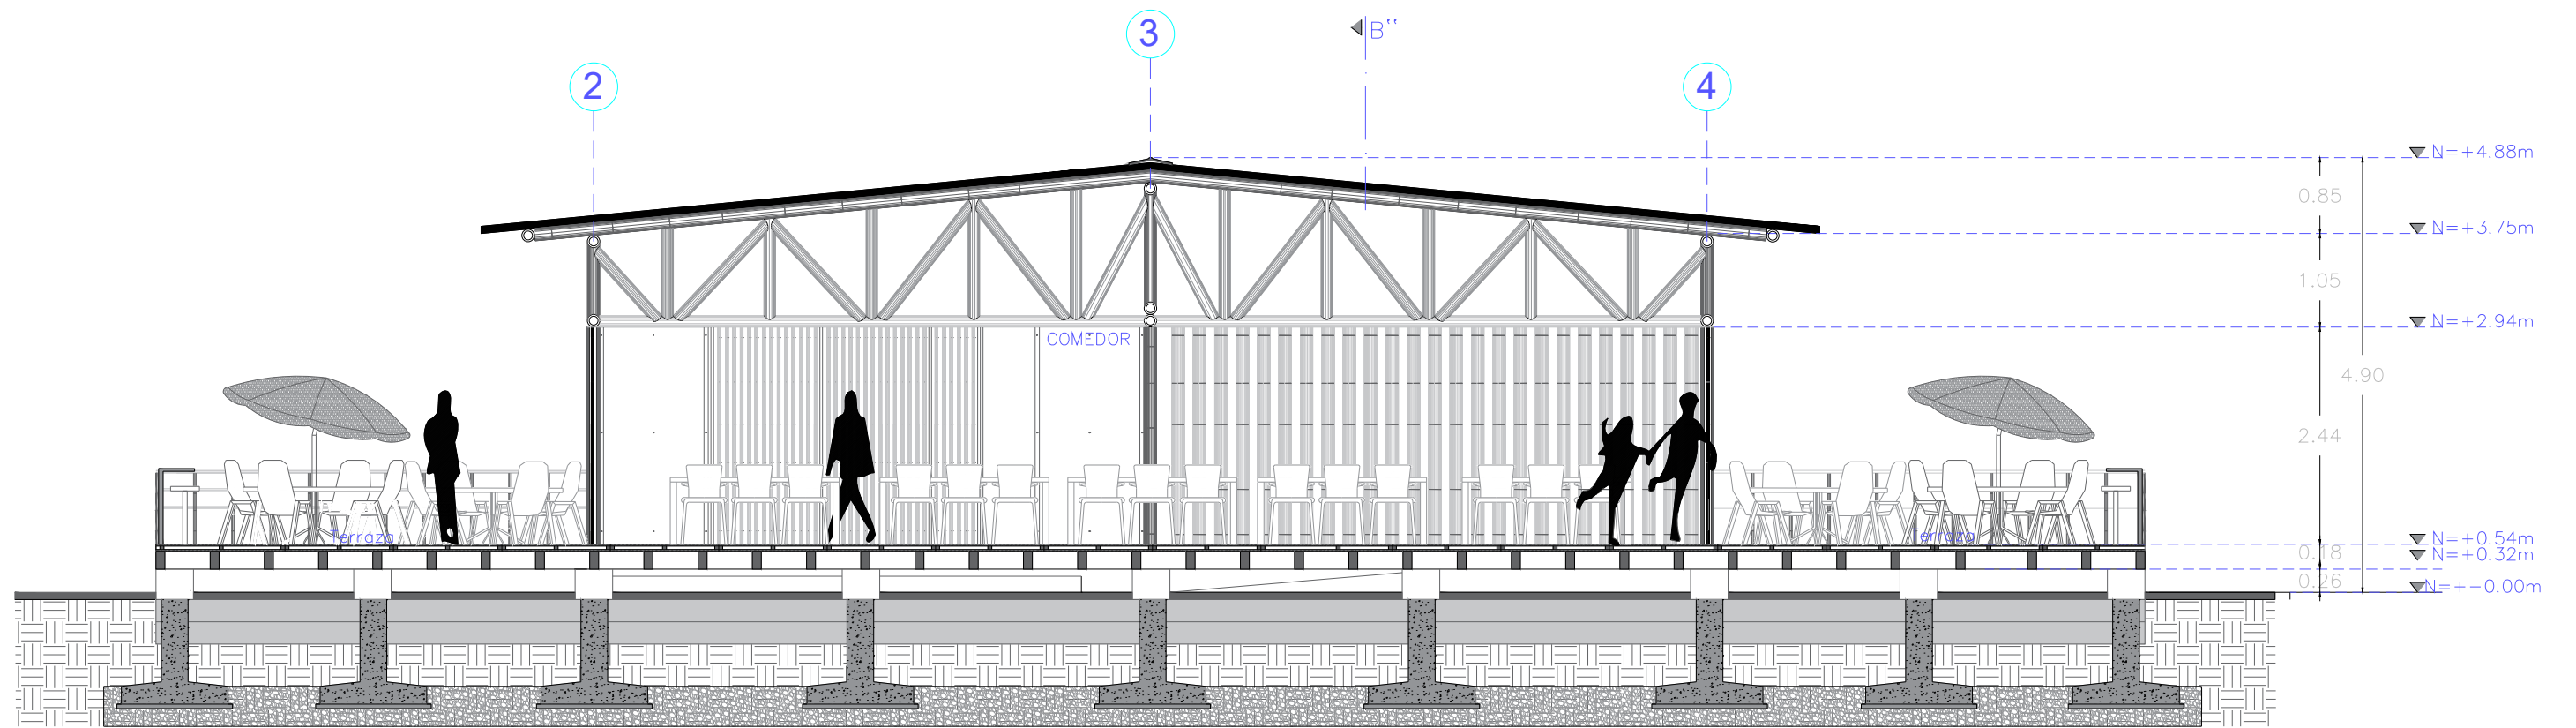 3
B''
2
4
N=+4.88m
0.85
N=+3.75m
1.05
N=+2.94m
COMEDOR
4.90
2.44
Terraza
Terraza
N=+0.54m
0.18
N=+0.32m
0.26
N=+-0.00m